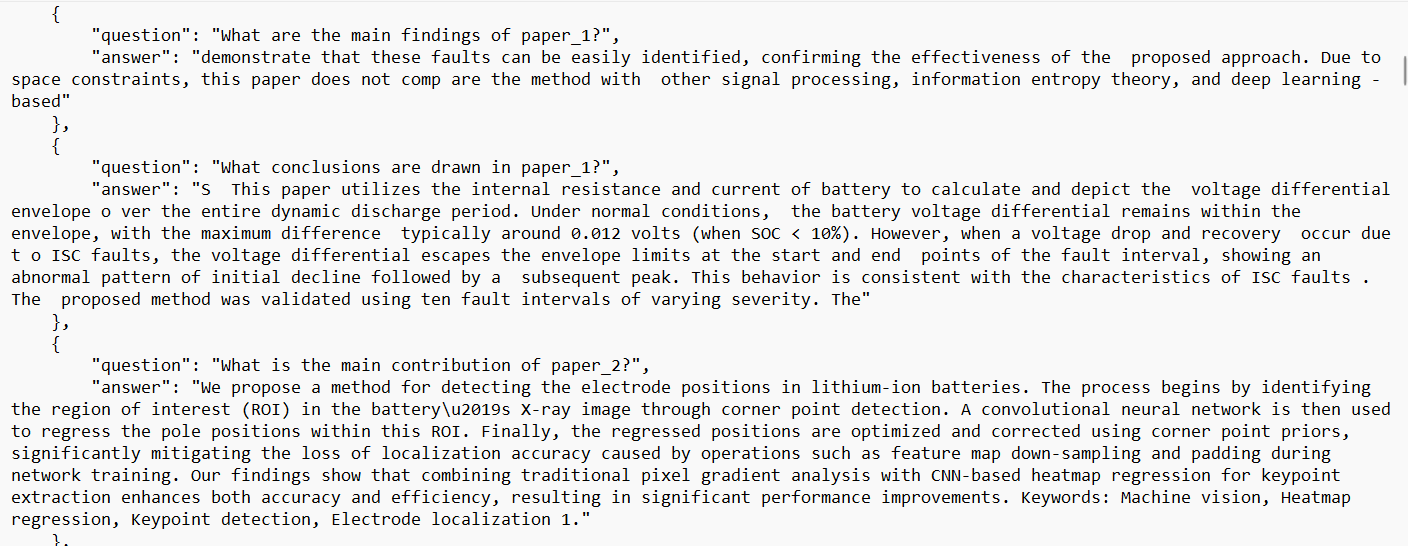 {
"question": "What are the main findings of paper_1?",
"answer": "demonstrate that these faults can be easily identified, confirming the effectiveness of the  proposed approach. Due to
space constraints, this paper does not comp are the method with  other signal processing, information entropy theory, and deep learning -
based"
},
{
"question": "What conclusions are drawn in paper_1?",
"answer": "S  This paper utilizes the internal resistance and current of battery to calculate and depict the  voltage differential
envelope o ver the entire dynamic discharge period. Under normal conditions,  the battery voltage differential remains within the
envelope, with the maximum difference  typically around 0.012 volts (when SOC < 10%). However, when a voltage drop and recovery  occur due
t o ISC faults, the voltage differential escapes the envelope limits at the start and end  points of the fault interval, showing an
abnormal pattern of initial decline followed by a  subsequent peak. This behavior is consistent with the characteristics of ISC faults .
The  proposed method was validated using ten fault intervals of varying severity. The"
},
{
"question": "What is the main contribution of paper_2?",
"answer": "We propose a method for detecting the electrode positions in lithium-ion batteries. The process begins by identifying
the region of interest (ROI) in the battery\u2019s X-ray image through corner point detection. A convolutional neural network is then used
to regress the pole positions within this ROI. Finally, the regressed positions are optimized and corrected using corner point priors,
significantly mitigating the loss of localization accuracy caused by operations such as feature map down-sampling and padding during
network training. Our findings show that combining traditional pixel gradient analysis with CNN-based heatmap regression for keypoint
extraction enhances both accuracy and efficiency, resulting in significant performance improvements. Keywords: Machine vision, Heatmap
regression, Keypoint detection, Electrode localization 1."
},